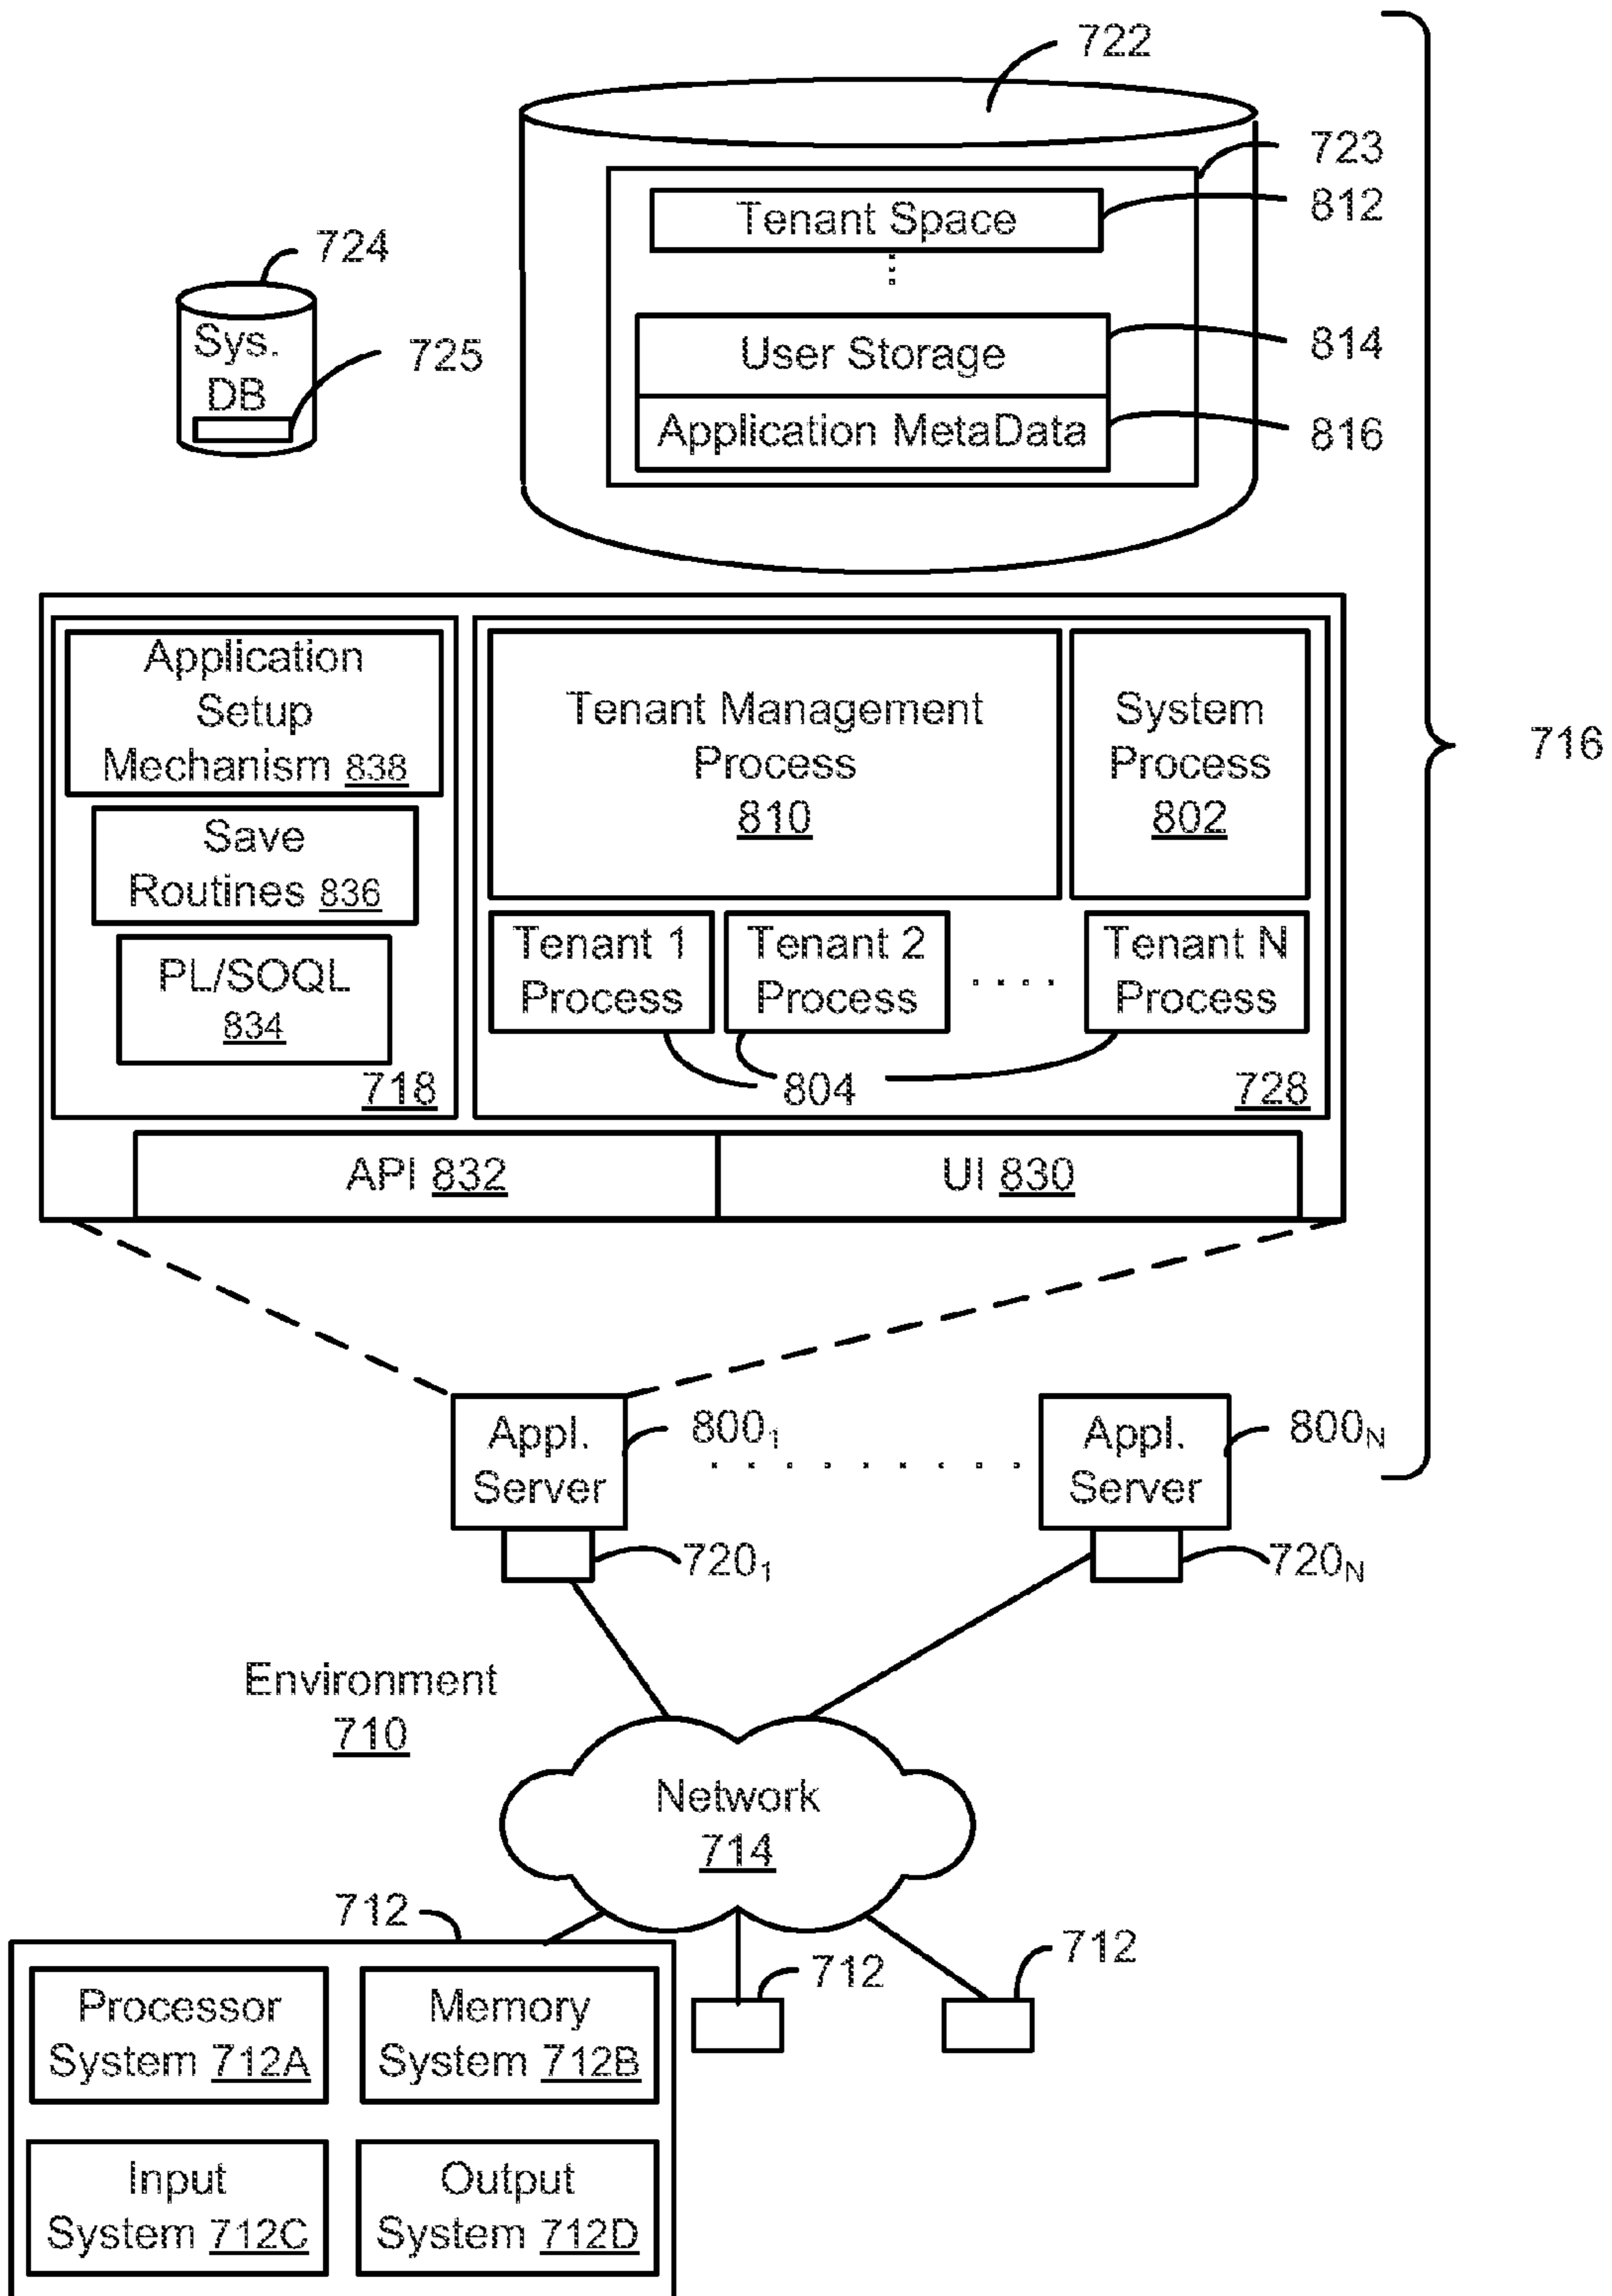 722
723
Tenant Space
812
724
Sys.
DB
725
User Storage
814
Application MetaData
816
Application
Setup
Mechanism 838
Tenant Management
Process
810
System
Process
802
716
Save
Routines 836
PL/SOQL
834
Tenant 1
Process
Tenant 2
Process
Tenant N
Process
718
804
728
API 832
UI 830
Appl.
Server
800₁
Appl.
Server
800N
720₁
720N
Environment
710
Network
714
712
712
712
Processor
System 712A
Memory
System 712B
Input
System 712C
Output
System 712D